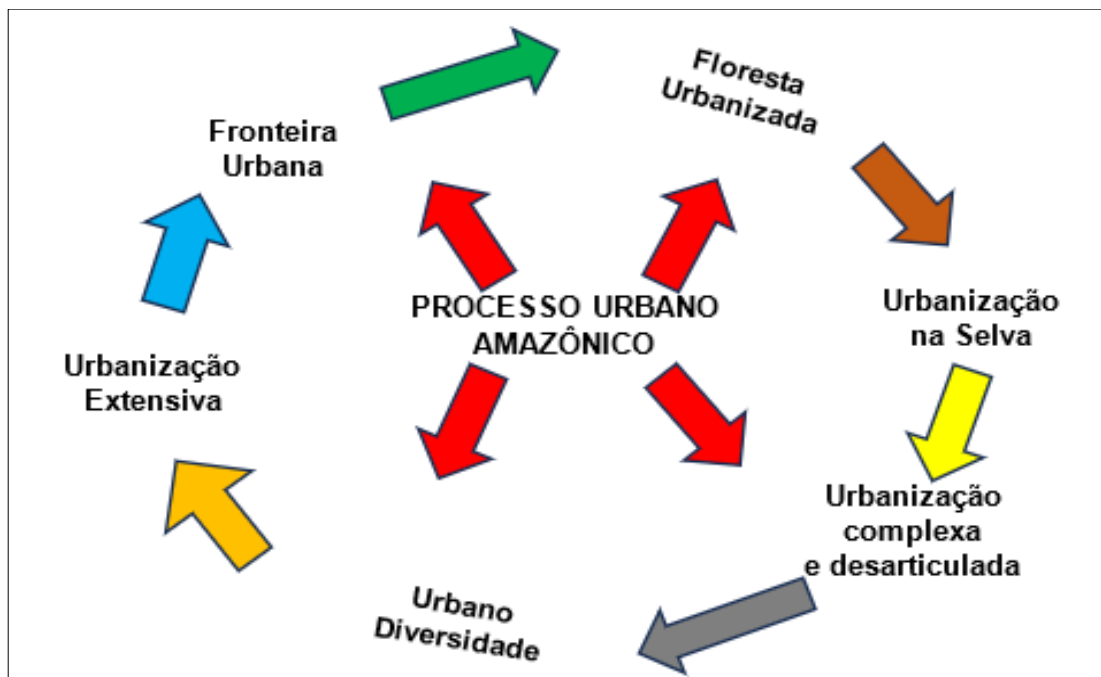 Fronteira
Urbana
Floresta
Urbanizada
Urbanização
na Selva
PROCESSO URBANO
AMAZÔNICO
Urbanização
Extensiva
Urbanização
complexa
e desarticulada
Urbano
Diversidade